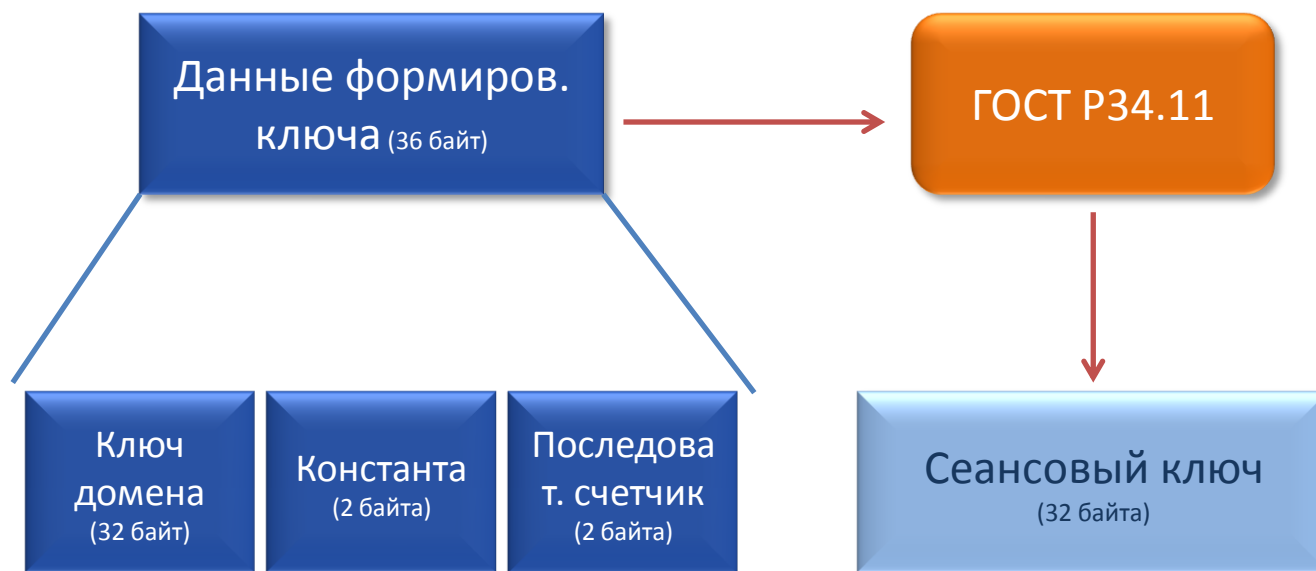 Данные формиров.
ключа (36 байт)
ГОСТ Р34.11
Ключ
домена
(32 байт)
Константа
(2 байта)
Последова
т. счетчик
(2 байта)
Сеансовый ключ
(32 байта)